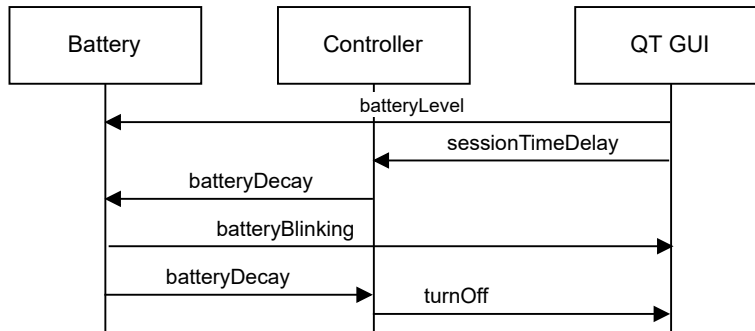 Battery
Controller
QT GUI
batteryLevel
sessionTimeDelay
batteryDecay
batteryBlinking
batteryDecay
turnOff